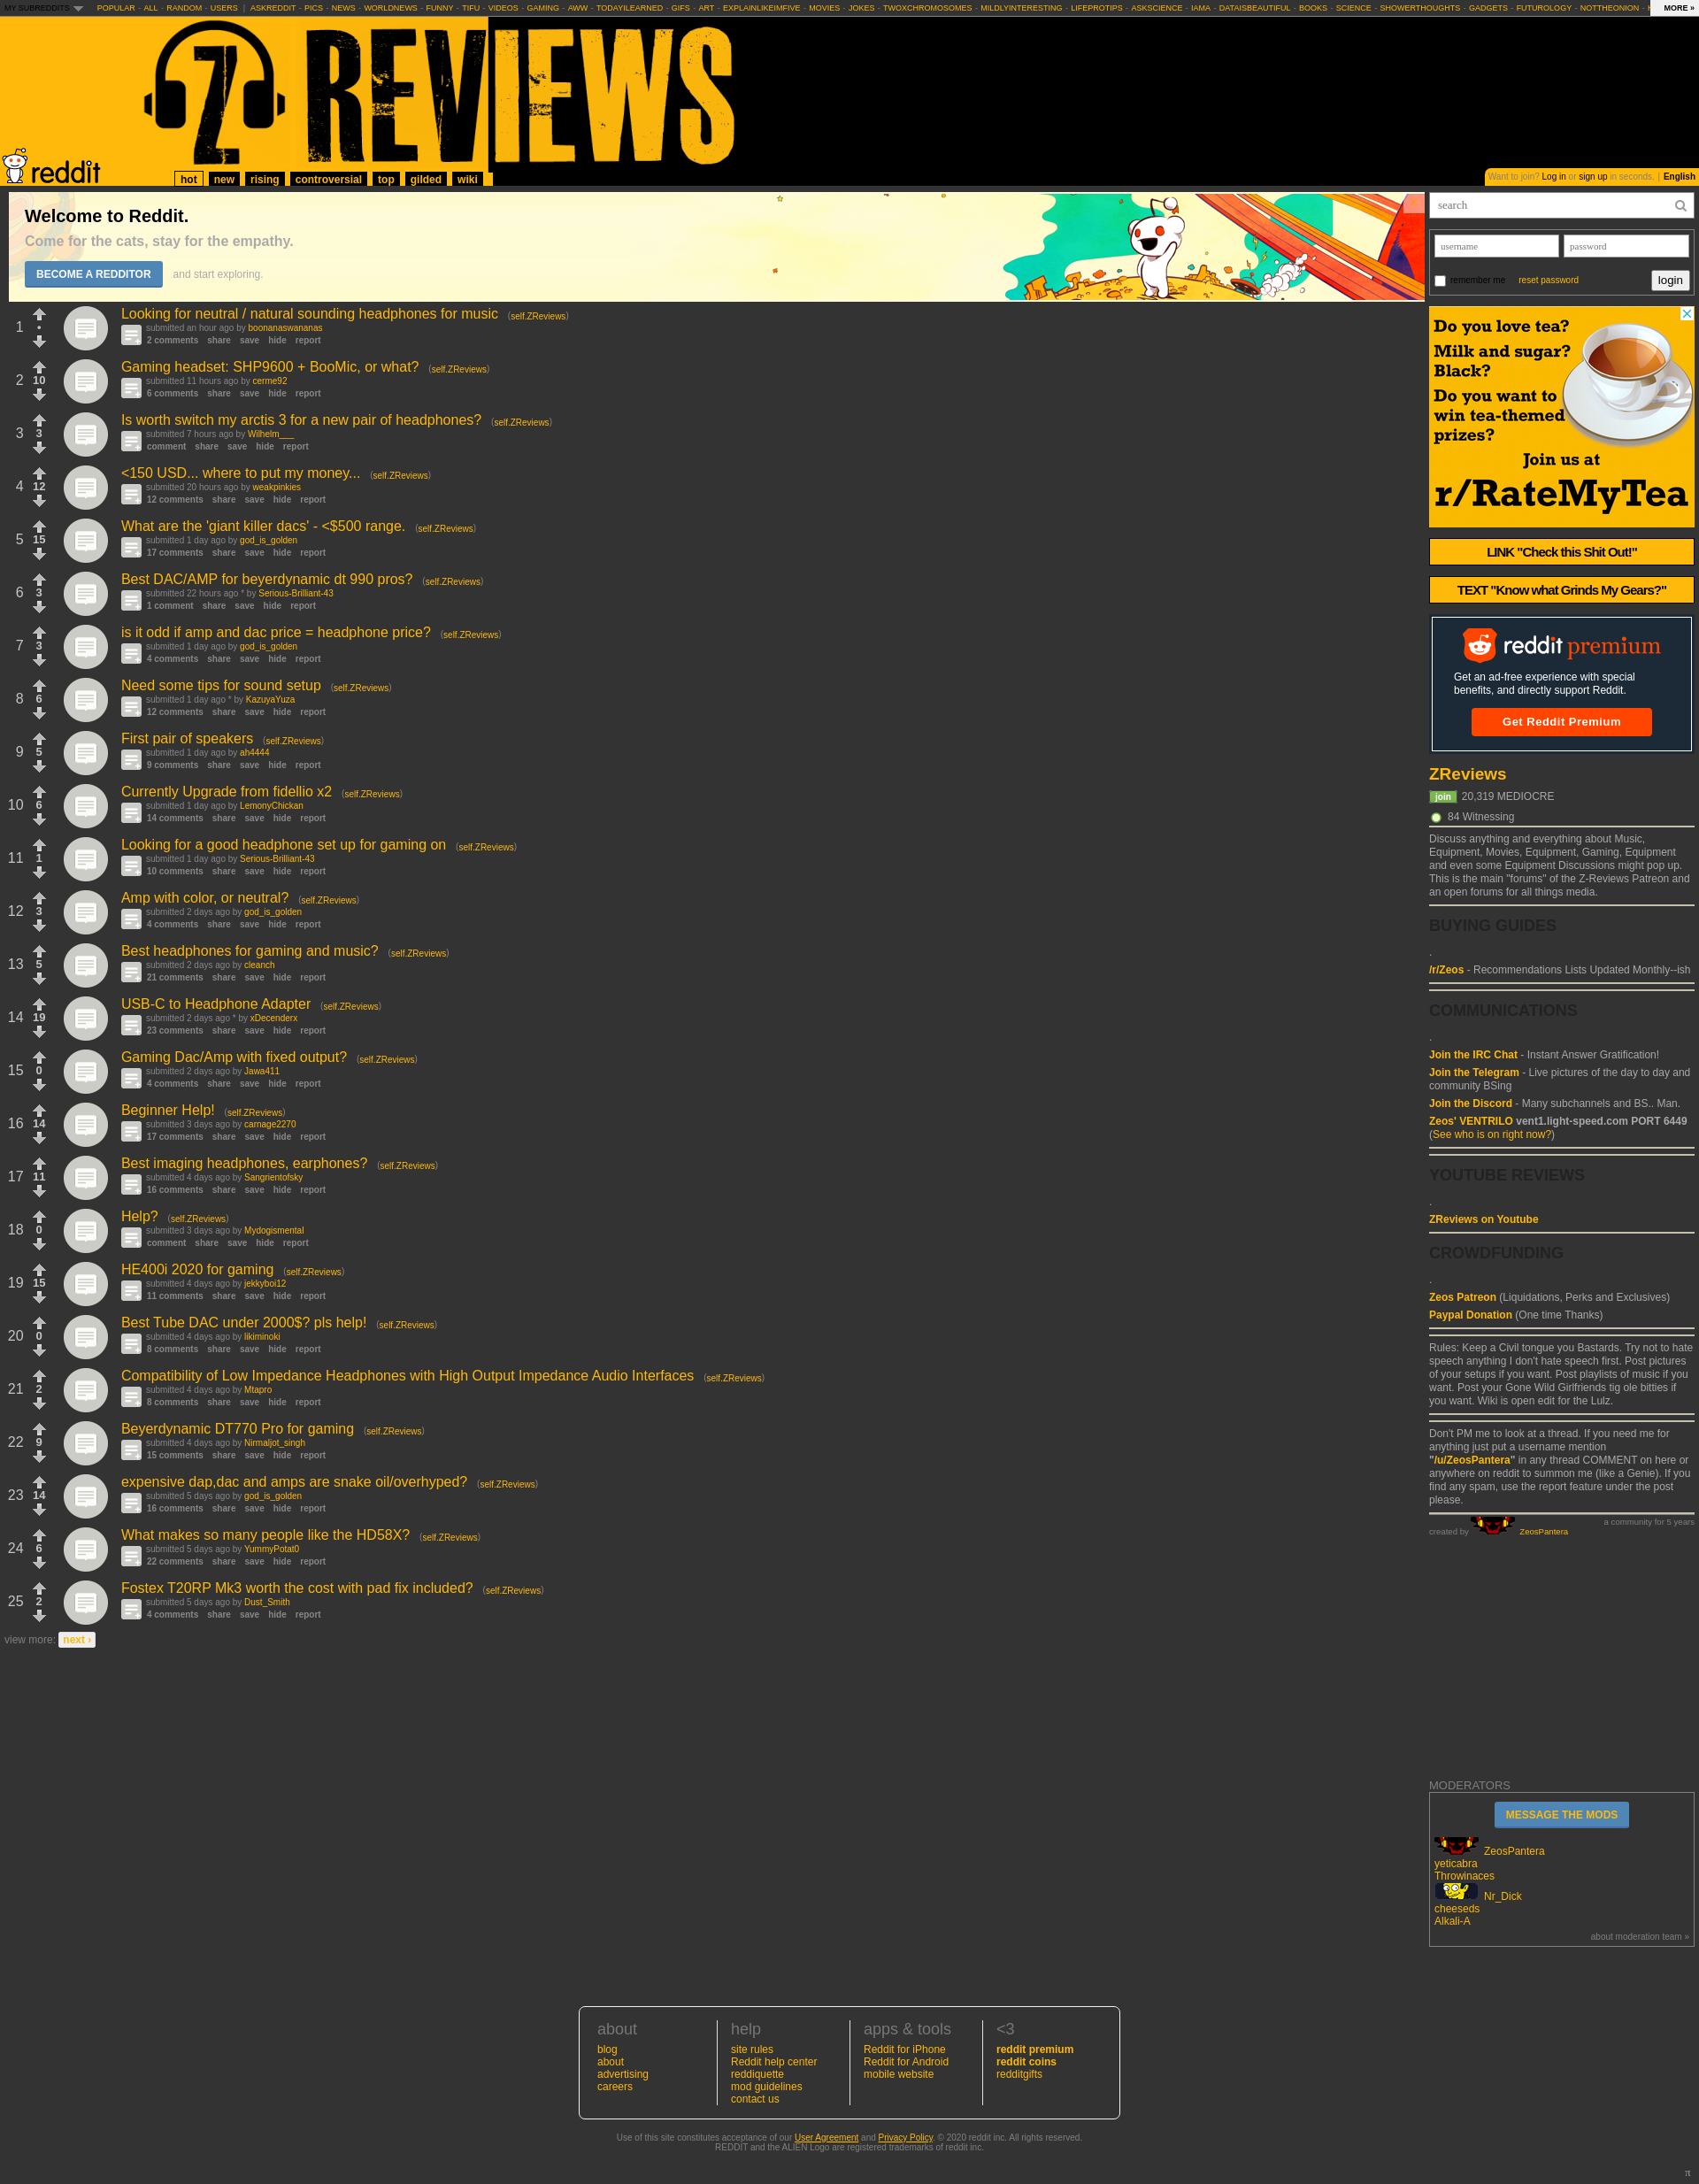 MY SUBREDDITS POPULAR - ALL - RANDOM - USERS | ASKREDDIT - PICS - NEWS - WORLDNEWS - FUNNY - TIFU - VIDEOS - GAMING - AWW - TODAYILEARNED - GIFS - ART - EXPLAINLIKEIMFIVE - MOVIES - JOKES - TWOXCHROMOSOMES - MILDLYINTERESTING - LIFEPROTIPS - ASKSCIENCE - IAMA - DATAISBEAUTIFUL - BOOKS - SCIENCE - SHOWERTHOUGHTS - GADGETS - FUTUROLOGY - NOTTHEONION - MORE »
Z REVIEWS
reddit hot new rising controversial top gilded wiki
Want to join? Log in or sign up in seconds. | English
Welcome to Reddit.
Come for the cats, stay for the empathy.
BECOME A REDDITOR and start exploring.
1 • Looking for neutral / natural sounding headphones for music (self.ZReviews)
submitted an hour ago by boonanaswananas
2 comments share save hide report
2 10 Gaming headset: SHP9600 + BooMic, or what? (self.ZReviews)
submitted 11 hours ago by cerme92
6 comments share save hide report
3 3 Is worth switch my arctis 3 for a new pair of headphones? (self.ZReviews)
submitted 7 hours ago by Wilhelm___
comment share save hide report
4 12 <150 USD... where to put my money... (self.ZReviews)
submitted 20 hours ago by weakpinkies
12 comments share save hide report
5 15 What are the 'giant killer dacs' - <$500 range. (self.ZReviews)
submitted 1 day ago by god_is_golden
17 comments share save hide report
6 3 Best DAC/AMP for beyerdynamic dt 990 pros? (self.ZReviews)
submitted 22 hours ago * by Serious-Brilliant-43
1 comment share save hide report
7 3 is it odd if amp and dac price = headphone price? (self.ZReviews)
submitted 1 day ago by god_is_golden
4 comments share save hide report
8 6 Need some tips for sound setup (self.ZReviews)
submitted 1 day ago * by KazuyaYuza
12 comments share save hide report
9 5 First pair of speakers (self.ZReviews)
submitted 1 day ago by ah4444
9 comments share save hide report
10 6 Currently Upgrade from fidellio x2 (self.ZReviews)
submitted 1 day ago by LemonyChickan
14 comments share save hide report
11 1 Looking for a good headphone set up for gaming on (self.ZReviews)
submitted 1 day ago by Serious-Brilliant-43
10 comments share save hide report
12 3 Amp with color, or neutral? (self.ZReviews)
submitted 2 days ago by god_is_golden
4 comments share save hide report
13 5 Best headphones for gaming and music? (self.ZReviews)
submitted 2 days ago by cleanch
21 comments share save hide report
14 19 USB-C to Headphone Adapter (self.ZReviews)
submitted 2 days ago * by xDecenderx
23 comments share save hide report
15 0 Gaming Dac/Amp with fixed output? (self.ZReviews)
submitted 2 days ago by Jawa411
4 comments share save hide report
16 14 Beginner Help! (self.ZReviews)
submitted 3 days ago by carnage2270
17 comments share save hide report
17 11 Best imaging headphones, earphones? (self.ZReviews)
submitted 4 days ago by Sangrientofsky
16 comments share save hide report
18 0 Help? (self.ZReviews)
submitted 3 days ago by Mydogismental
comment share save hide report
19 15 HE400i 2020 for gaming (self.ZReviews)
submitted 4 days ago by jekkyboi12
11 comments share save hide report
20 0 Best Tube DAC under 2000$? pls help! (self.ZReviews)
submitted 4 days ago by likiminoki
8 comments share save hide report
21 2 Compatibility of Low Impedance Headphones with High Output Impedance Audio Interfaces (self.ZReviews)
submitted 4 days ago by Mtapro
8 comments share save hide report
22 9 Beyerdynamic DT770 Pro for gaming (self.ZReviews)
submitted 4 days ago by Nirmaljot_singh
15 comments share save hide report
23 14 expensive dap,dac and amps are snake oil/overhyped? (self.ZReviews)
submitted 5 days ago by god_is_golden
16 comments share save hide report
24 6 What makes so many people like the HD58X? (self.ZReviews)
submitted 5 days ago by YummyPotat0
22 comments share save hide report
25 2 Fostex T20RP Mk3 worth the cost with pad fix included? (self.ZReviews)
submitted 5 days ago by Dust_Smith
4 comments share save hide report
view more: next ›
search
username password
remember me reset password login
Do you love tea?
Milk and sugar?
Black?
Do you want to
win tea-themed
prizes?
Join us at
r/RateMyTea
LINK "Check this Shit Out!"
TEXT "Know what Grinds My Gears?"
reddit premium
Get an ad-free experience with special
benefits, and directly support Reddit.
Get Reddit Premium
ZReviews
join 20,319 MEDIOCRE
84 Witnessing
Discuss anything and everything about Music,
Equipment, Movies, Equipment, Gaming, Equipment
and even some Equipment Discussions might pop up.
This is the main "forums" of the Z-Reviews Patreon and
an open forums for all things media.
BUYING GUIDES
.
/r/Zeos - Recommendations Lists Updated Monthly--ish
COMMUNICATIONS
.
Join the IRC Chat - Instant Answer Gratification!
Join the Telegram - Live pictures of the day to day and
community BSing
Join the Discord - Many subchannels and BS.. Man.
Zeos' VENTRILO vent1.light-speed.com PORT 6449
(See who is on right now?)
YOUTUBE REVIEWS
.
ZReviews on Youtube
CROWDFUNDING
.
Zeos Patreon (Liquidations, Perks and Exclusives)
Paypal Donation (One time Thanks)
Rules: Keep a Civil tongue you Bastards. Try not to hate
speech anything I don't hate speech first. Post pictures
of your setups if you want. Post playlists of music if you
want. Post your Gone Wild Girlfriends tig ole bitties if
you want. Wiki is open edit for the Lulz.
Don't PM me to look at a thread. If you need me for
anything just put a username mention
"/u/ZeosPantera" in any thread COMMENT on here or
anywhere on reddit to summon me (like a Genie). If you
find any spam, use the report feature under the post
please.
created by ZeosPantera a community for 5 years
MODERATORS
MESSAGE THE MODS
ZeosPantera
yeticabra
Throwinaces
Nr_Dick
cheeseds
Alkali-A
about moderation team »
about
blog
about
advertising
careers
help
site rules
Reddit help center
reddiquette
mod guidelines
contact us
apps & tools
Reddit for iPhone
Reddit for Android
mobile website
<3
reddit premium
reddit coins
redditgifts
Use of this site constitutes acceptance of our User Agreement and Privacy Policy. © 2020 reddit inc. All rights reserved.
REDDIT and the ALIEN Logo are registered trademarks of reddit inc.
π